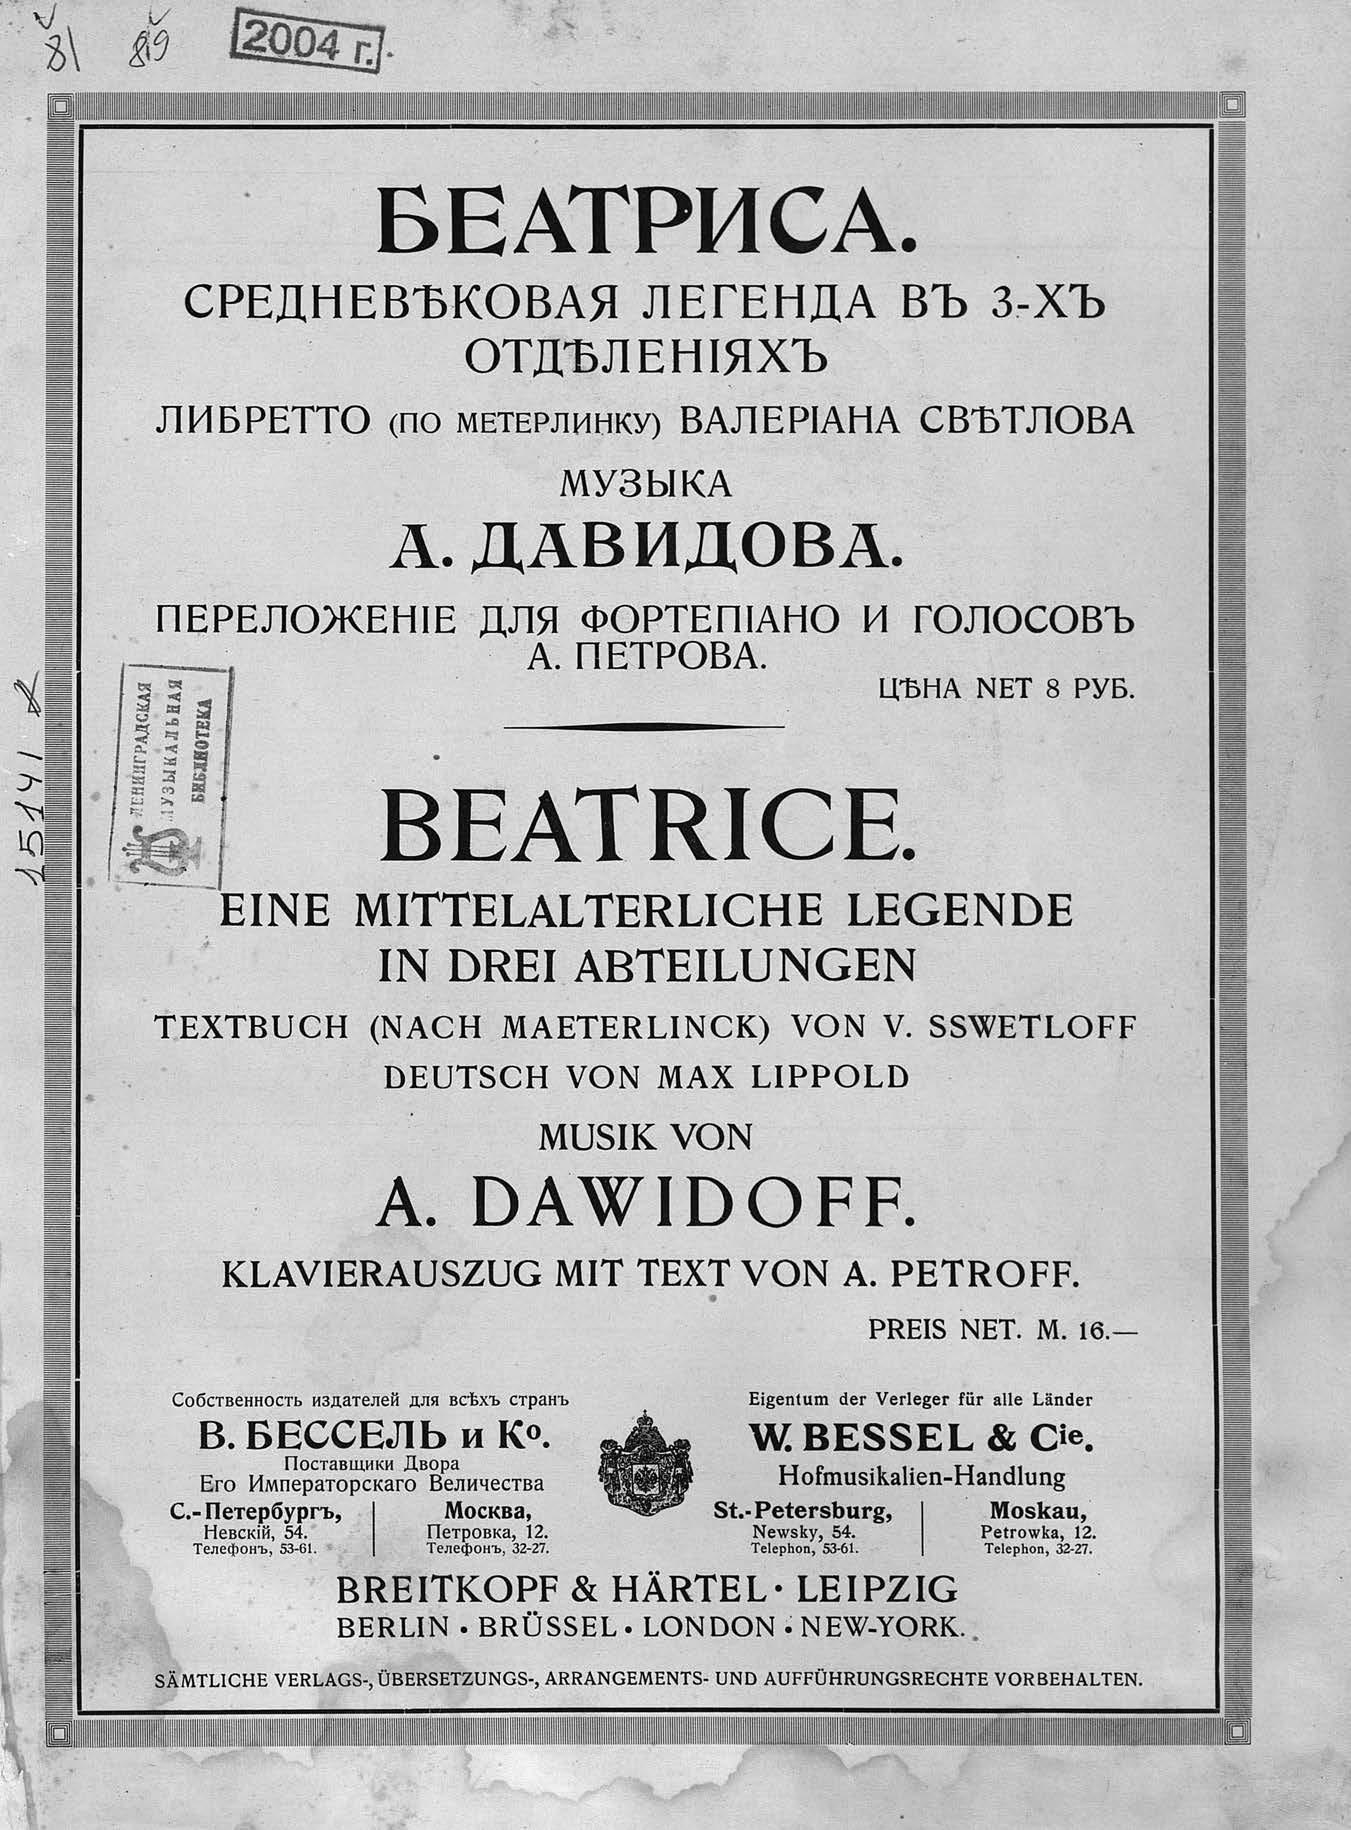 81 819 2004 г.
БЕАТРИСА.
СРЕДНЕВѢКОВАЯ ЛЕГЕНДА ВЪ 3-ХЪ
ОТДѢЛЕНІЯХЪ
ЛИБРЕТТО (ПО МЕТЕРЛИНКУ) ВАЛЕРІАНА СВѢТЛОВА
МУЗЫКА
А. ДАВИДОВА.
ПЕРЕЛОЖЕНІЕ ДЛЯ ФОРТЕПІАНО И ГОЛОСОВЪ
А. ПЕТРОВА.
ЦѢНА NET 8 РУБ.
ЛЕНИНГРАДСКАЯ
МУЗЫКАЛЬНАЯ
БИБЛИОТЕКА
15141
BEATRICE.
EINE MITTELALTERLICHE LEGENDE
IN DREI ABTEILUNGEN
TEXTBUCH (NACH MAETERLINCK) VON V. SSWETLOFF
DEUTSCH VON MAX LIPPOLD
MUSIK VON
A. DAWIDOFF.
KLAVIERAUSZUG MIT TEXT VON A. PETROFF.
PREIS NET. M. 16.—
Собственность издателей для всѣхъ странъ
В. БЕССЕЛЬ и Кº.
Поставщики Двора
Его Императорскаго Величества
С.-Петербургъ,
Невскій, 54.
Телефонъ, 53-61.
Москва,
Петровка, 12.
Телефонъ, 32-27.
Eigentum der Verleger für alle Länder
W. BESSEL & Cie.
Hofmusikalien-Handlung
St.-Petersburg,
Newsky, 54.
Telephon, 53-61.
Moskau,
Petrowka, 12.
Telephon, 32-27.
BREITKOPF & HÄRTEL • LEIPZIG
BERLIN • BRÜSSEL • LONDON • NEW-YORK.
SÄMTLICHE VERLAGS-, ÜBERSETZUNGS-, ARRANGEMENTS- UND AUFFÜHRUNGSRECHTE VORBEHALTEN.